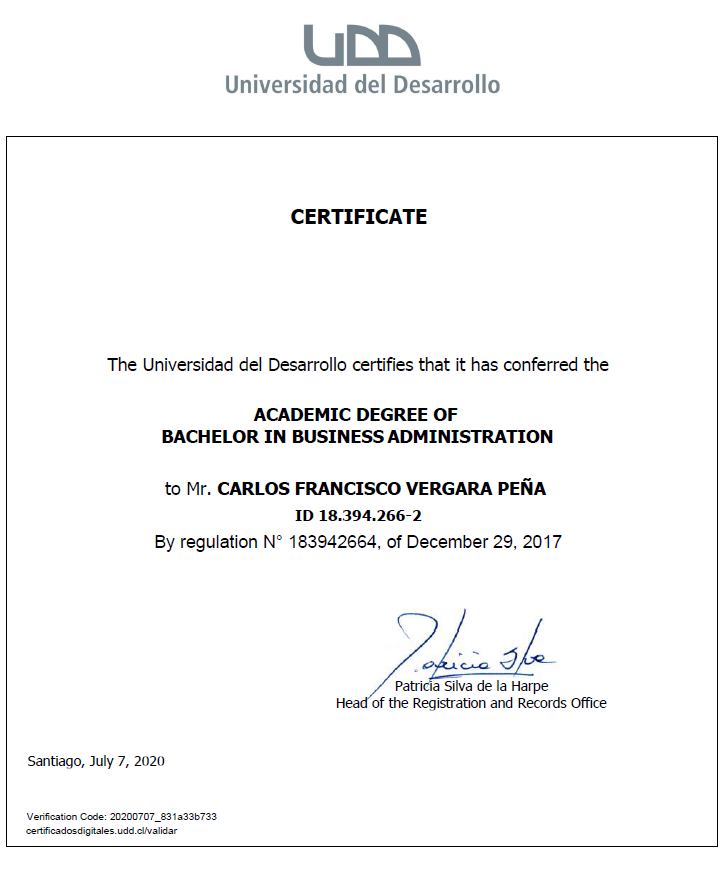 UDD
Universidad del Desarrollo
CERTIFICATE
The Universidad del Desarrollo certifies that it has conferred the
ACADEMIC DEGREE OF
BACHELOR IN BUSINESS ADMINISTRATION
to Mr. CARLOS FRANCISCO VERGARA PEÑA
ID 18.394.266-2
By regulation N° 183942664, of December 29, 2017
Patricia Silva
Patricia Silva de la Harpe
Head of the Registration and Records Office
Santiago, July 7, 2020
Verification Code: 20200707_831a33b733
certificadosdigitales.udd.cl/validar